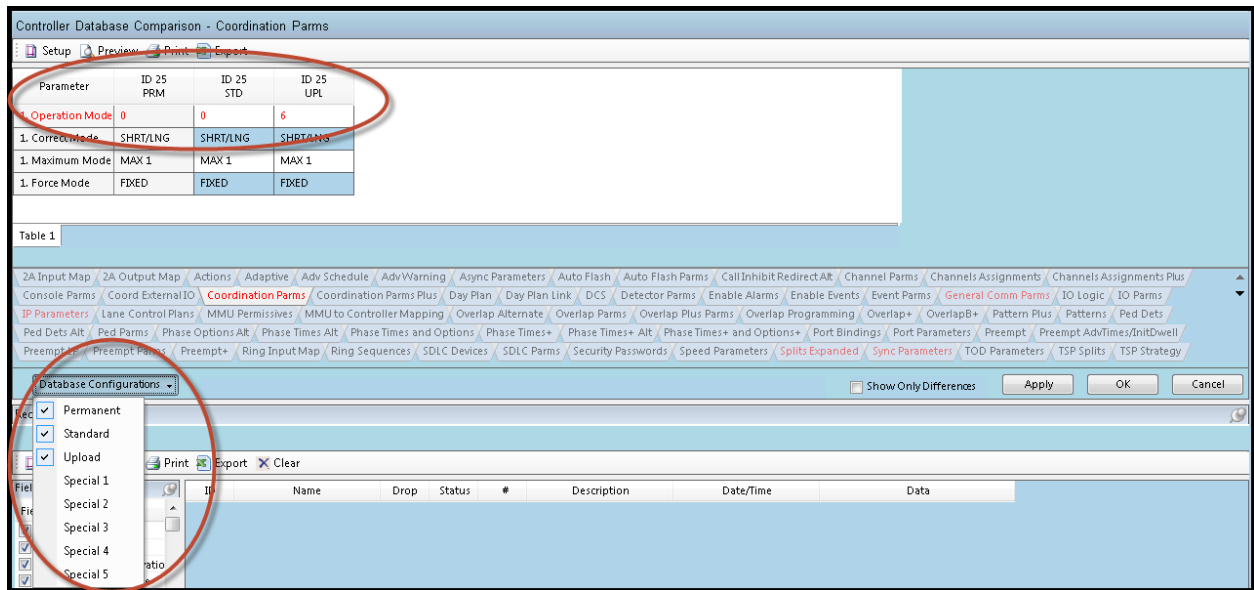 Controller Database Comparison - Coordination Parms
Setup Preview Print Export
Parameter ID 25 PRM ID 25 STD ID 25 UPL
1. Operation Mode 0 0 6
1. Correct Mode SHRT/LNG SHRT/LNG SHRT/LNG
1. Maximum Mode MAX 1 MAX 1 MAX 1
1. Force Mode FIXED FIXED FIXED
Table 1
2A Input Map 2A Output Map Actions Adaptive Adv Schedule Adv Warning Async Parameters Auto Flash Auto Flash Parms Call Inhibit Redirect Alt Channel Parms Channels Assignments Channels Assignments Plus
Console Parms Coord External IO Coordination Parms Coordination Parms Plus Day Plan Day Plan Link DCS Detector Parms Enable Alarms Enable Events Event Parms General Comm Parms IO Logic IO Parms
IP Parameters Lane Control Plans MMU Permissives MMU to Controller Mapping Overlap Alternate Overlap Parms Overlap Plus Parms Overlap Programming Overlap+ OverlapB+ Pattern Plus Patterns Ped Dets
Ped Dets Alt Ped Parms Phase Options Alt Phase Times Alt Phase Times and Options Phase Times+ Phase Times+ Alt Phase Times+ and Options+ Port Bindings Port Parameters Preempt Preempt AdvTimes/InitDwell
Preempt LP Preempt Parms Preempt+ Ring Input Map Ring Sequences SDLC Devices SDLC Parms Security Passwords Speed Parameters Splits Expanded Sync Parameters TOD Parameters TSP Splits TSP Strategy
Database Configurations Show Only Differences Apply OK Cancel
Rec
Permanent
Standard
Upload Print Export Clear
Special 1
Special 2
Special 3
Special 4
Special 5
Fiel ID Name Drop Status # Description Date/Time Data
Fie
ratio